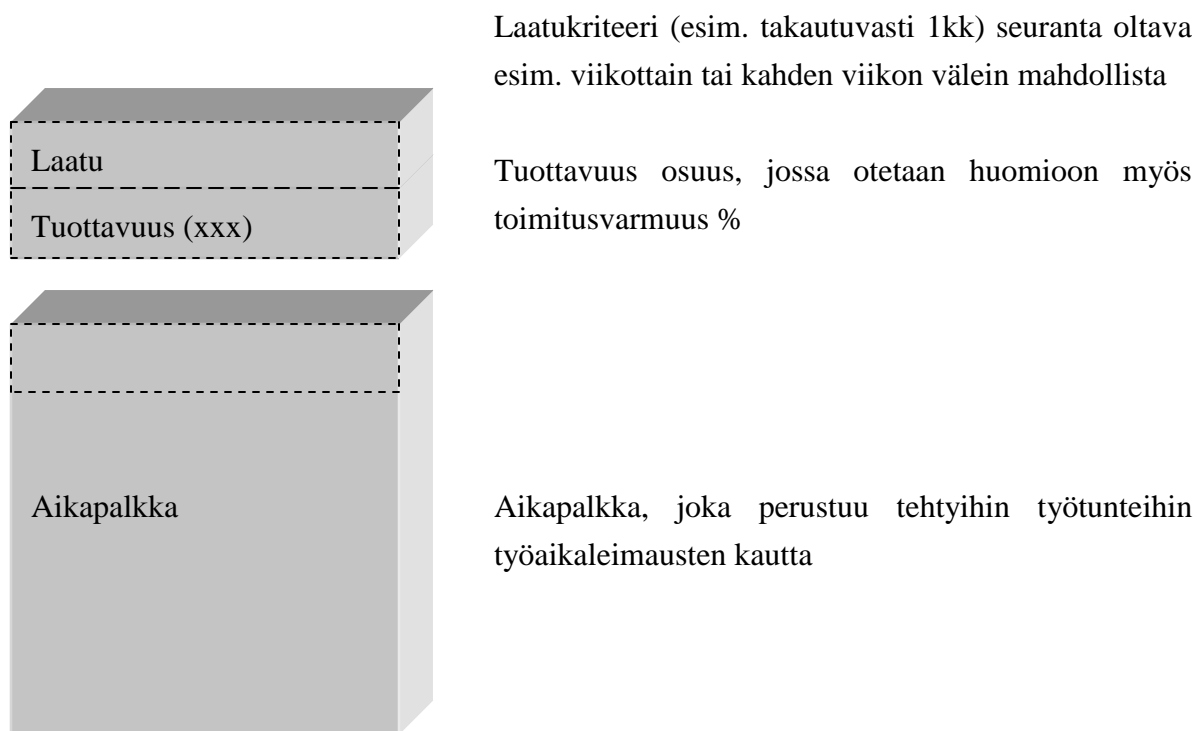 Laatukriteeri (esim. takautuvasti 1kk) seuranta oltava
esim. viikottain tai kahden viikon välein mahdollista
Laatu
Tuottavuus osuus, jossa otetaan huomioon myös
toimitusvarmuus %
Tuottavuus (xxx)
Aikapalkka
Aikapalkka, joka perustuu tehtyihin työtunteihin
työaikaleimausten kautta